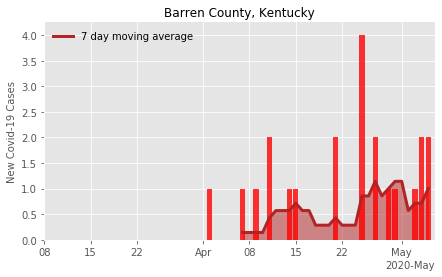 Barren County, Kentucky
7 day moving average
New Covid-19 Cases
4.0
3.5
3.0
2.5
2.0
1.5
1.0
0.5
0.0
08 15 22 Apr 08 15 22 May
2020-May